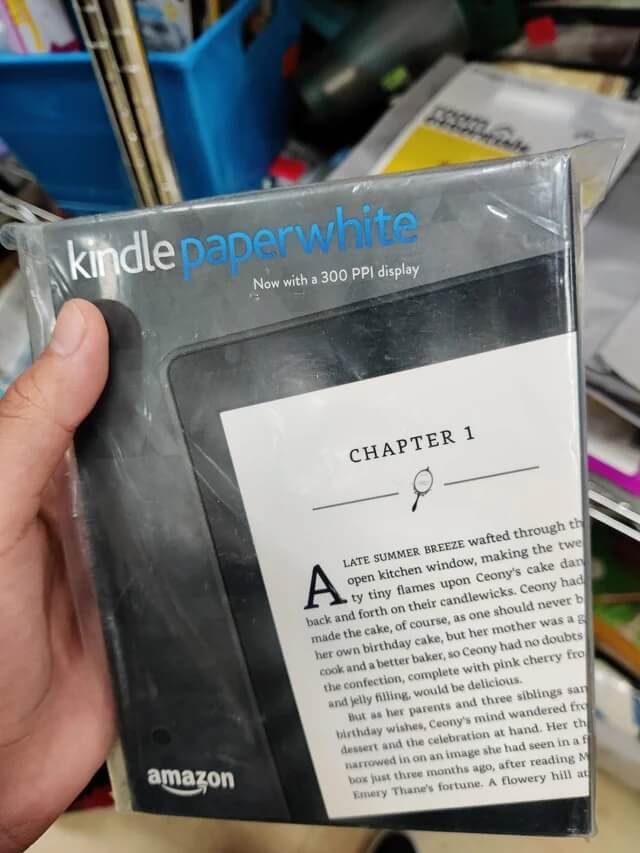 kindle paperwhite
Now with a 300 PPI display
CHAPTER 1
A LATE SUMMER BREEZE wafted through th
open kitchen window, making the twe
ty tiny flames upon Ceony's cake dan
back and forth on their candlewicks. Ceony had
made the cake, of course, as one should never b
her own birthday cake, but her mother was a g
cook and a better baker, so Ceony had no doubts
the confection, complete with pink cherry fro
and jelly filling, would be delicious.
But as her parents and three siblings san
birthday wishes, Ceony's mind wandered fro
dessert and the celebration at hand. Her th
narrowed in on an image she had seen in a f
box just three months ago, after reading M
Emery Thane's fortune. A flowery hill at
amazon